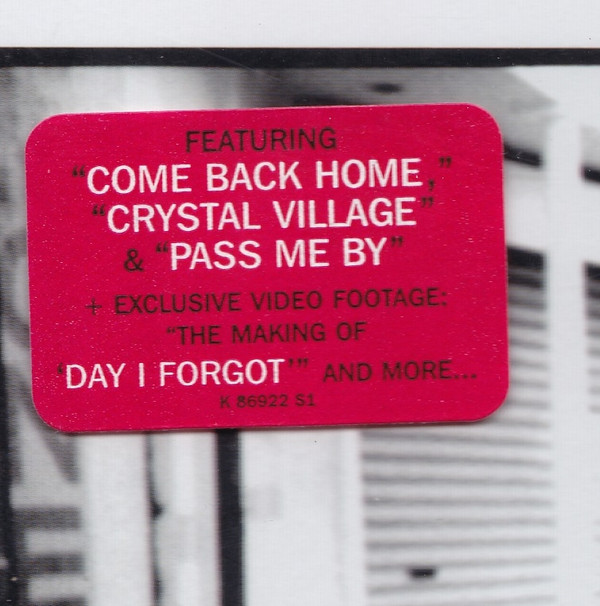 FEATURING
“COME BACK HOME,”
“CRYSTAL VILLAGE”
& “PASS ME BY”
+ EXCLUSIVE VIDEO FOOTAGE:
“THE MAKING OF
‘DAY I FORGOT’” AND MORE...
K 86922 S1